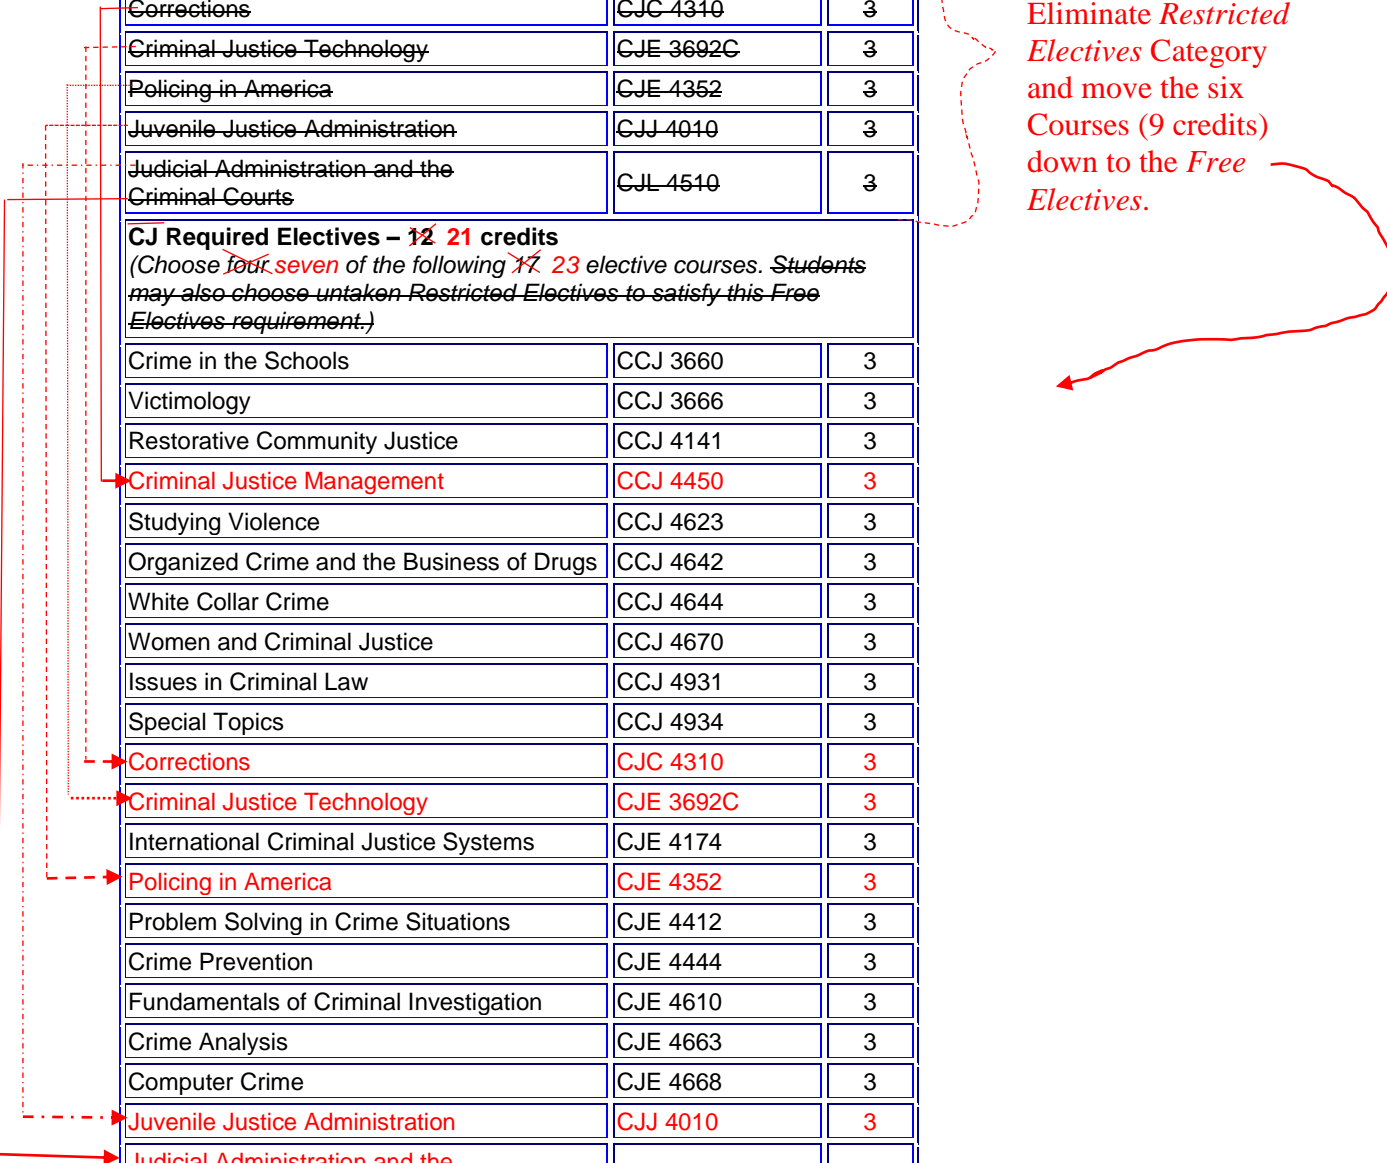 Corrections CJC 4310 3
Criminal Justice Technology CJE 3692C 3
Policing in America CJE 4352 3
Juvenile Justice Administration CJJ 4010 3
Judicial Administration and the
Criminal Courts CJL 4510 3
Eliminate Restricted
Electives Category
and move the six
Courses (9 credits)
down to the Free
Electives.
CJ Required Electives – 12 21 credits
(Choose four seven of the following 17 23 elective courses. Students
may also choose untaken Restricted Electives to satisfy this Free
Electives requirement.)
Crime in the Schools CCJ 3660 3
Victimology CCJ 3666 3
Restorative Community Justice CCJ 4141 3
Criminal Justice Management CCJ 4450 3
Studying Violence CCJ 4623 3
Organized Crime and the Business of Drugs CCJ 4642 3
White Collar Crime CCJ 4644 3
Women and Criminal Justice CCJ 4670 3
Issues in Criminal Law CCJ 4931 3
Special Topics CCJ 4934 3
Corrections CJC 4310 3
Criminal Justice Technology CJE 3692C 3
International Criminal Justice Systems CJE 4174 3
Policing in America CJE 4352 3
Problem Solving in Crime Situations CJE 4412 3
Crime Prevention CJE 4444 3
Fundamentals of Criminal Investigation CJE 4610 3
Crime Analysis CJE 4663 3
Computer Crime CJE 4668 3
Juvenile Justice Administration CJJ 4010 3
Judicial Administration and the